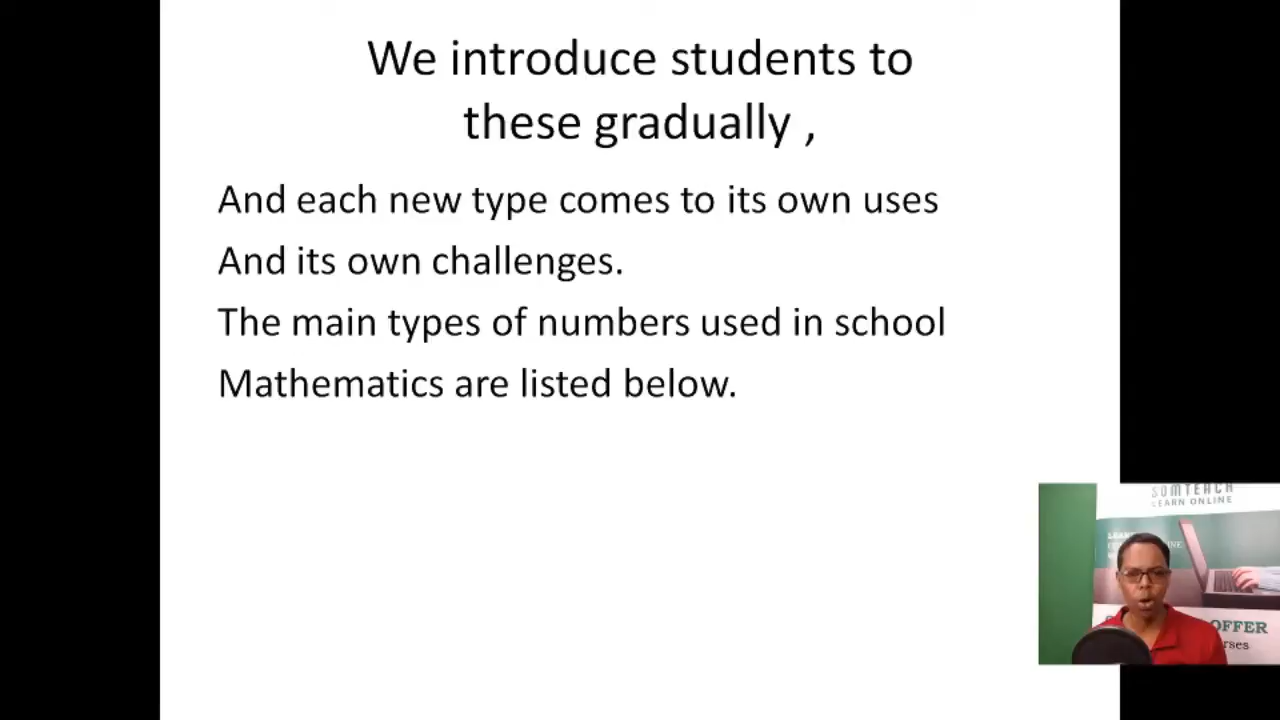 We introduce students to
these gradually ,
And each new type comes to its own uses
And its own challenges.
The main types of numbers used in school
Mathematics are listed below.
SOMTEACH
LEARN ONLINE
OFFER